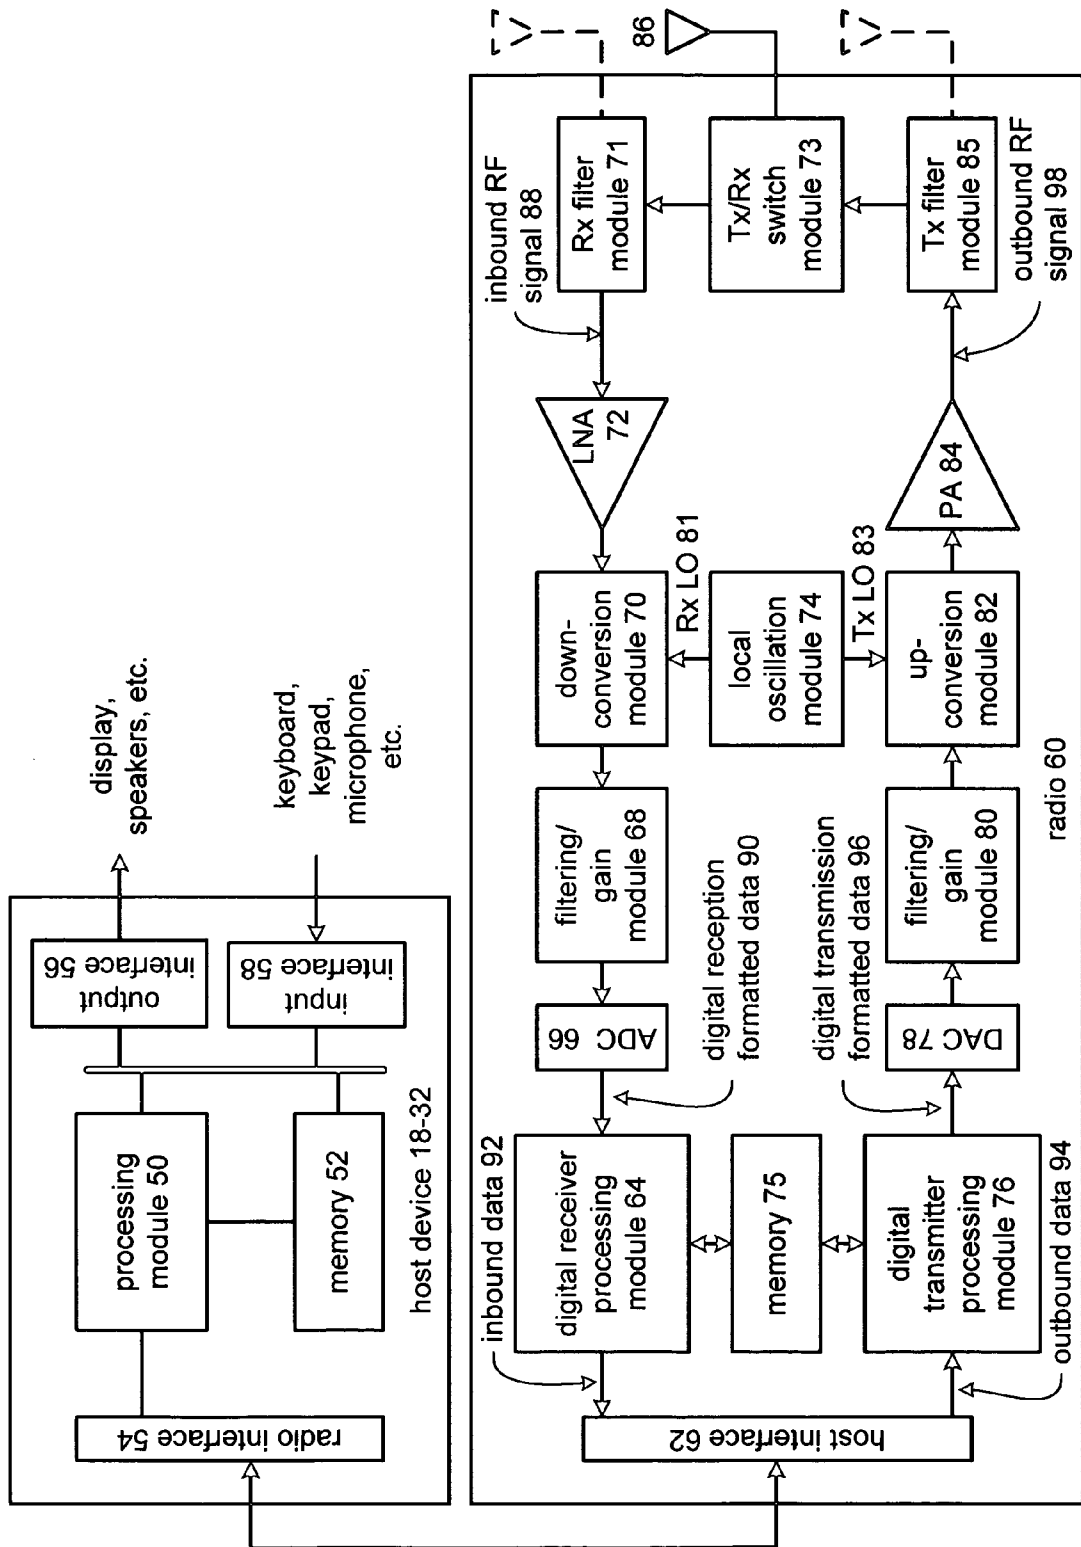 display,
speakers, etc.
keyboard,
keypad,
microphone,
etc.
output
interface 56
input
interface 58
processing
module 50
memory 52
radio interface 54
host device 18-32
86
inbound RF
signal 88
Rx filter
module 71
Tx/Rx
switch
module 73
Tx filter
module 85
outbound RF
signal 98
LNA
72
PA 84
down-
conversion
module 70
Rx LO 81
local
oscillation
module 74
Tx LO 83
up-
conversion
module 82
filtering/
gain
module 68
filtering/
gain
module 80
radio 60
ADC 66
digital reception
formatted data 90
digital transmission
formatted data 96
DAC 78
inbound data 92
digital receiver
processing
module 64
memory 75
digital
transmitter
processing
module 76
outbound data 94
host interface 62